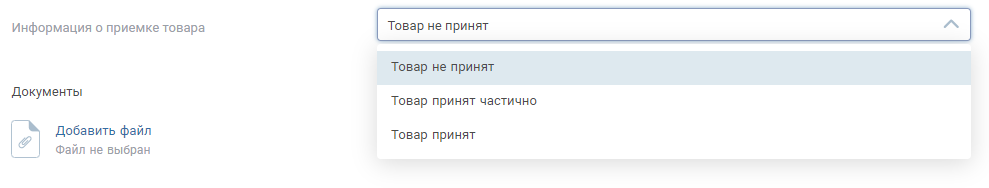 Информация о приемке товара
Товар не принят
Товар не принят
Товар принят частично
Товар принят
Документы
Добавить файл
Файл не выбран